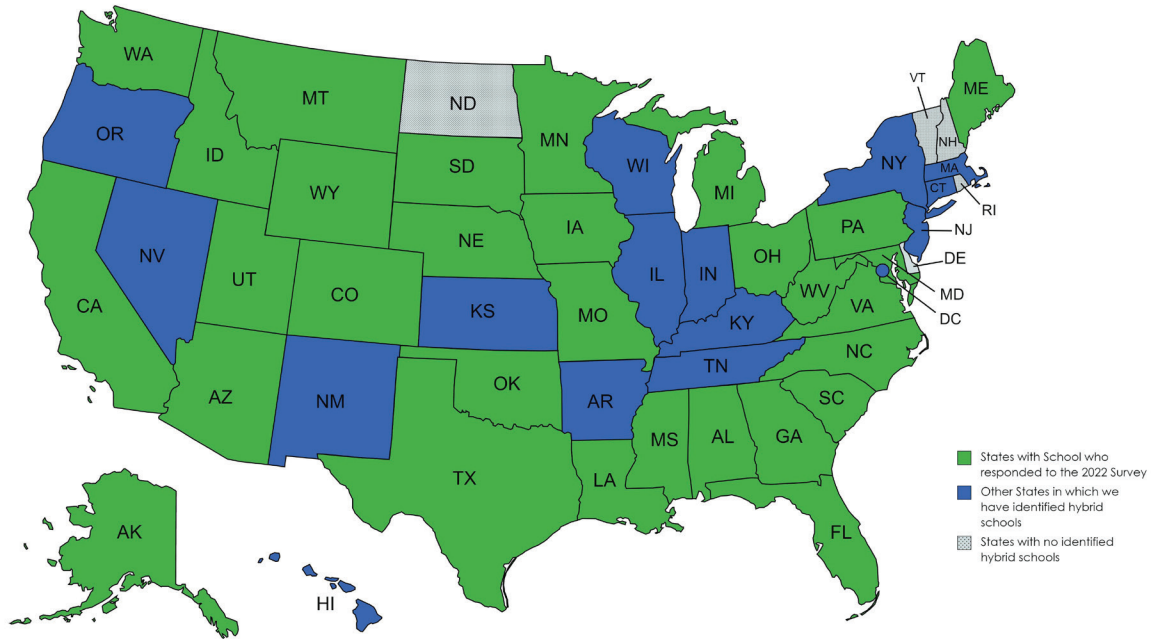 WA
MT
ND
MN
VT
ME
OR
ID
SD
WI
NY
NH
MA
CT
WY
MI
RI
IA
PA
NJ
NE
NV
OH
DE
UT
IL
IN
CA
CO
WV
MD
KS
MO
VA
DC
KY
NC
TN
AZ
NM
OK
AR
SC
MS
AL
GA
TX
LA
FL
AK
HI
States with School who
responded to the 2022 Survey
Other States in which we
have identified hybrid
schools
States with no identified
hybrid schools